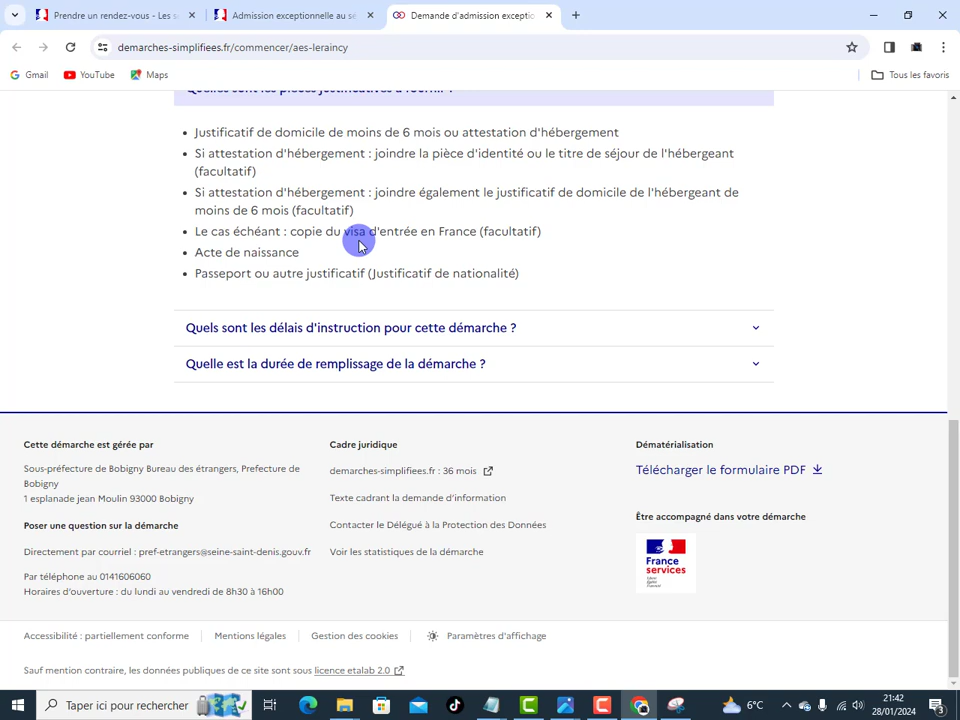 Prendre un rendez-vous - Les s
Admission exceptionnelle au sé
Demande d'admission exceptio
demarches-simplifiees.fr/commencer/aes-leraincy
Gmail
YouTube
Maps
Tous les favoris
Quelles sont les pièces justificatives à fournir ?
Justificatif de domicile de moins de 6 mois ou attestation d'hébergement
Si attestation d'hébergement : joindre la pièce d'identité ou le titre de séjour de l'hébergeant
(facultatif)
Si attestation d'hébergement : joindre également le justificatif de domicile de l'hébergeant de
moins de 6 mois (facultatif)
Le cas échéant : copie du visa d'entrée en France (facultatif)
Acte de naissance
Passeport ou autre justificatif (Justificatif de nationalité)
Quels sont les délais d'instruction pour cette démarche ?
Quelle est la durée de remplissage de la démarche ?
Cette démarche est gérée par
Sous-préfecture de Bobigny Bureau des étrangers, Prefecture de
Bobigny
1 esplanade jean Moulin 93000 Bobigny
Poser une question sur la démarche
Directement par courriel : pref-etrangers@seine-saint-denis.gouv.fr
Par téléphone au 0141606060
Horaires d'ouverture : du lundi au vendredi de 8h30 à 16h00
Cadre juridique
demarches-simplifiees.fr : 36 mois
Texte cadrant la demande d'information
Contacter le Délégué à la Protection des Données
Voir les statistiques de la démarche
Dématérialisation
Télécharger le formulaire PDF
Être accompagné dans votre démarche
France
services
Accessibilité : partiellement conforme
Mentions légales
Gestion des cookies
Paramètres d'affichage
Sauf mention contraire, les données publiques de ce site sont sous licence etalab 2.0
Taper ici pour rechercher
6°C
21:42
28/01/2024
3